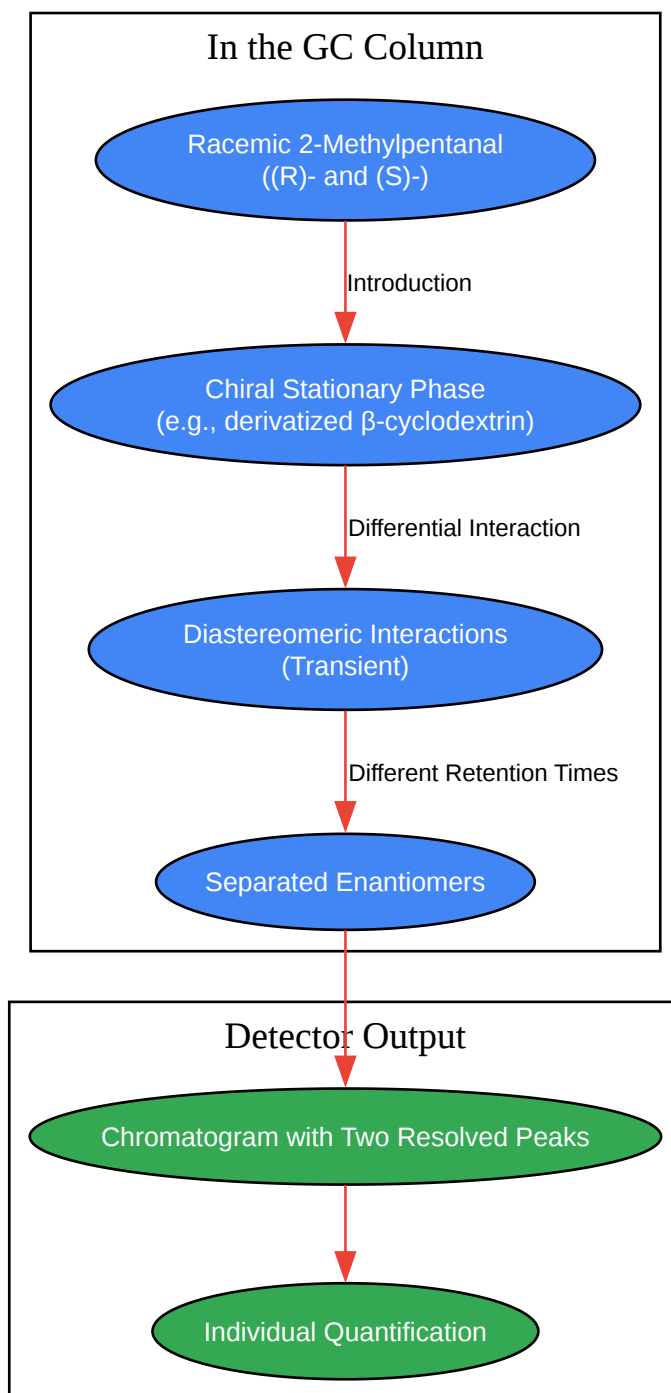 In the GC Column
Racemic 2-Methylpentanal
((R)- and (S)-)
Introduction
Chiral Stationary Phase
(e.g., derivatized β-cyclodextrin)
Differential Interaction
Diastereomeric Interactions
(Transient)
Different Retention Times
Separated Enantiomers
Detector Output
Chromatogram with Two Resolved Peaks
Individual Quantification